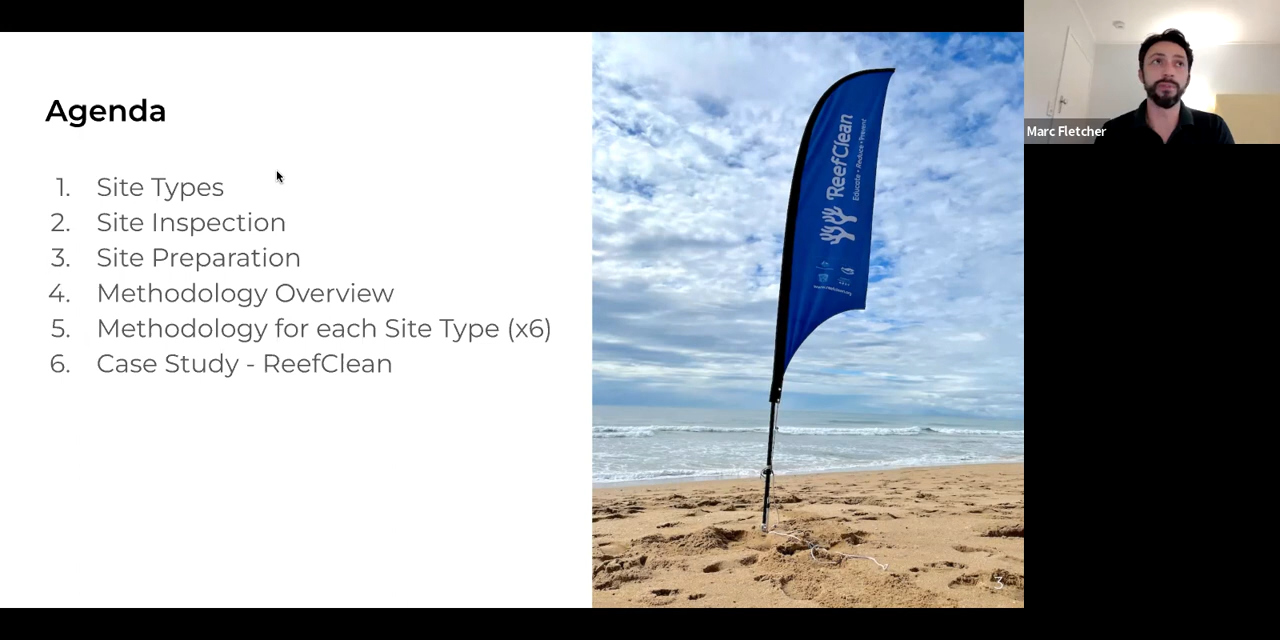 Agenda
1. Site Types
2. Site Inspection
3. Site Preparation
4. Methodology Overview
5. Methodology for each Site Type (x6)
6. Case Study - ReefClean
ReefClean
Educate • Reduce • Prevent
3
Marc Fletcher